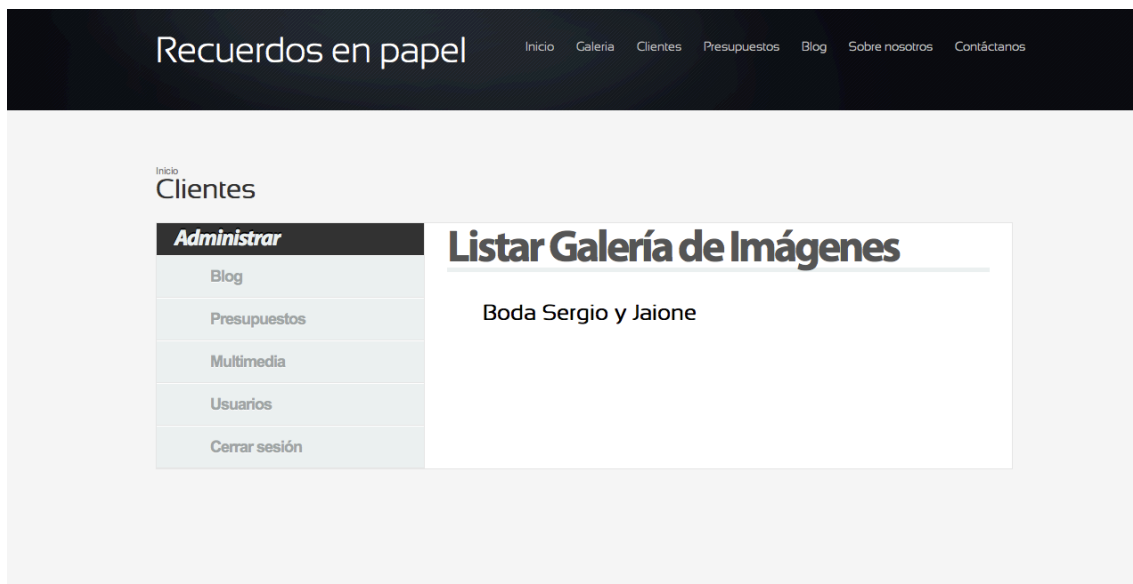 Recuerdos en papel
Inicio Galeria Clientes Presupuestos Blog Sobre nosotros Contáctanos
Inicio
Clientes
Administrar
Blog
Presupuestos
Multimedia
Usuarios
Cerrar sesión
Listar Galería de Imágenes
Boda Sergio y Jaione